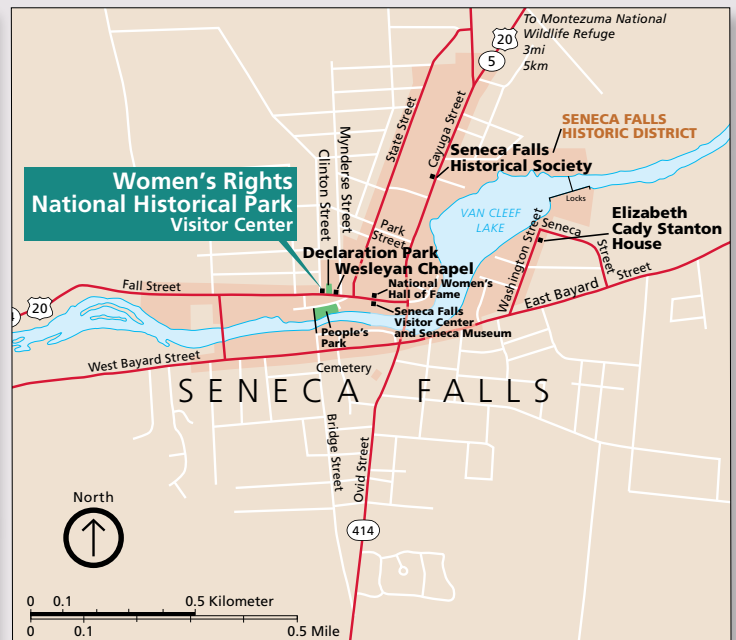 To Montezuma National
Wildlife Refuge
3mi
5km
20
5
SENECA FALLS
HISTORIC DISTRICT
State Street
Cayuga Street
Seneca Falls
Historical Society
Mynderse Street
Clinton Street
Women's Rights
National Historical Park
Visitor Center
VAN CLEEF
LAKE
Locks
Elizabeth
Cady Stanton
House
Park
Street
Washington Street
Seneca
Street
Declaration Park
Wesleyan Chapel
National Women's
Hall of Fame
Seneca Falls
Visitor Center
and Seneca Museum
East Bayard
Street
Fall Street
20
People's
Park
West Bayard Street
Cemetery
SENECA FALLS
Bridge Street
Ovid Street
414
North
0 0.1 0.5 Kilometer
0 0.1 0.5 Mile